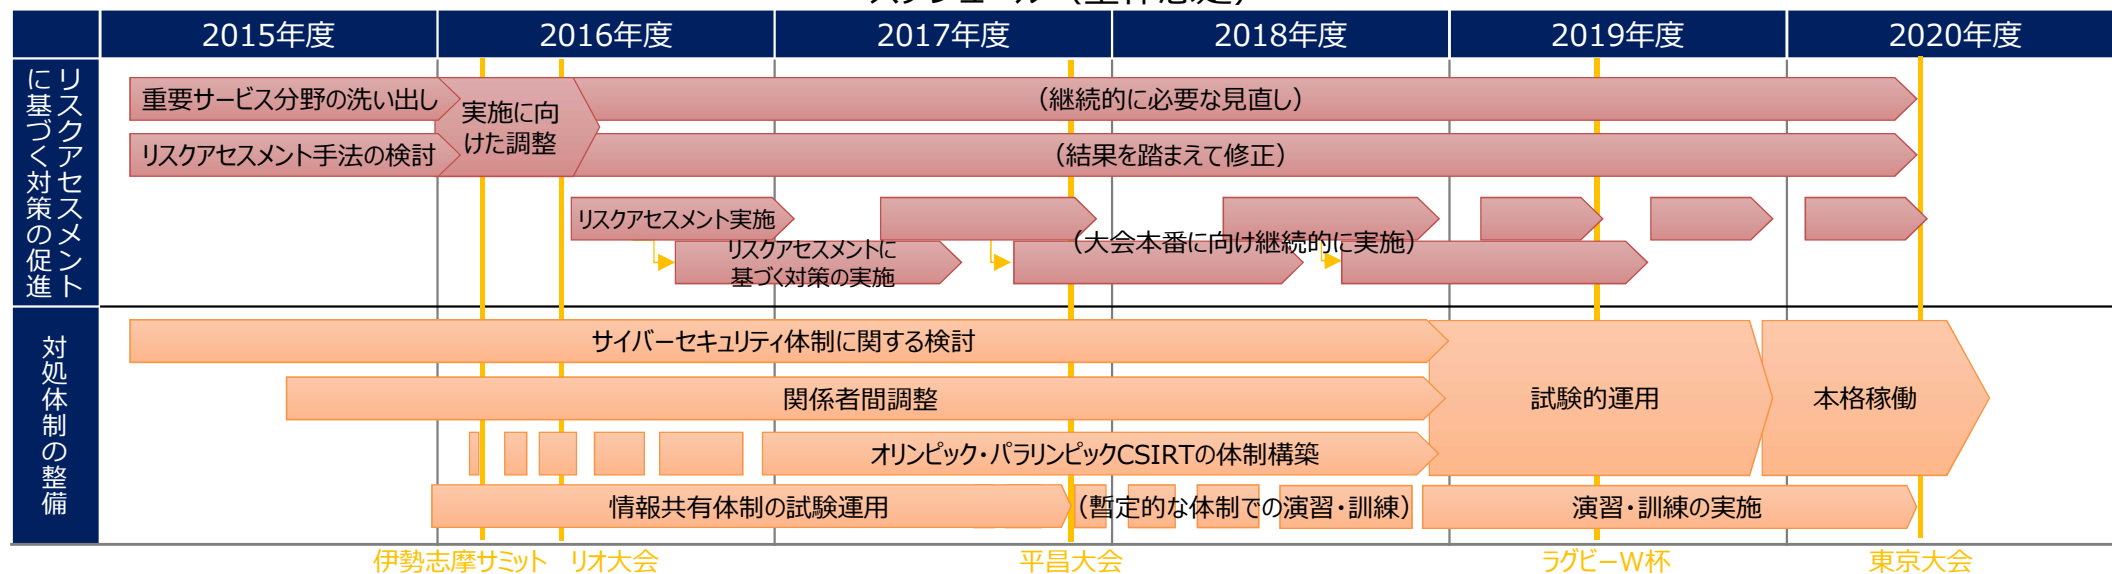 2015年度
2016年度
2017年度
2018年度
2019年度
2020年度
リスクアセスメント
に基づく対策の促進
重要サービス分野の洗い出し
リスクアセスメント手法の検討
実施に向
けた調整
（継続的に必要な見直し）
（結果を踏まえて修正）
リスクアセスメント実施
リスクアセスメントに
基づく対策の実施
（大会本番に向け継続的に実施）
対処体制の整備
サイバーセキュリティ体制に関する検討
関係者間調整
オリンピック・パラリンピックCSIRTの体制構築
情報共有体制の試験運用
（暫定的な体制での演習・訓練）
試験的運用
本格稼働
演習・訓練の実施
伊勢志摩サミット
リオ大会
平昌大会
ラグビーW杯
東京大会